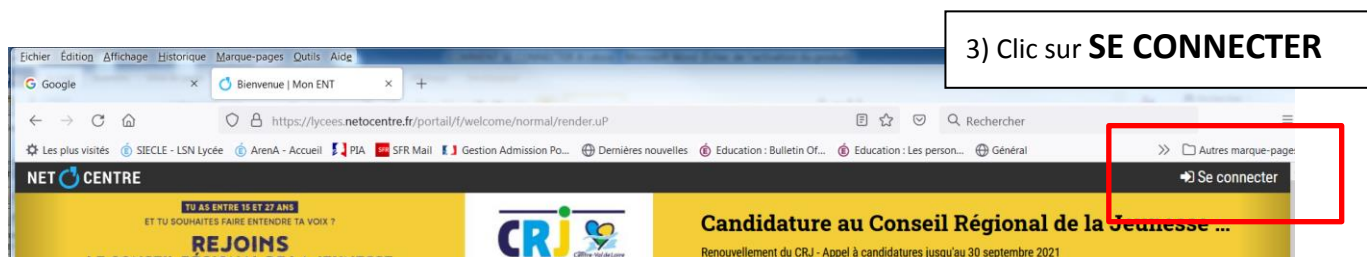 3) Clic sur SE CONNECTER
Fichier Édition Affichage Historique Marque-pages Outils Aide
Google × Bienvenue | Mon ENT × +
https://lycees.netocentre.fr/portail/f/welcome/normal/render.uP Rechercher
Les plus visités SIECLE - LSN Lycée ArenA - Accueil PIA SFR Mail Gestion Admission Po... Dernières nouvelles Education : Bulletin Of... Education : Les person... Général Autres marque-page
NET CENTRE Se connecter
TU AS ENTRE 15 ET 27 ANS
ET TU SOUHAITES FAIRE ENTENDRE TA VOIX ?
REJOINS
CRJ
Candidature au Conseil Régional de la Jeunesse ...
Renouvellement du CRJ - Appel à candidatures jusqu'au 30 septembre 2021